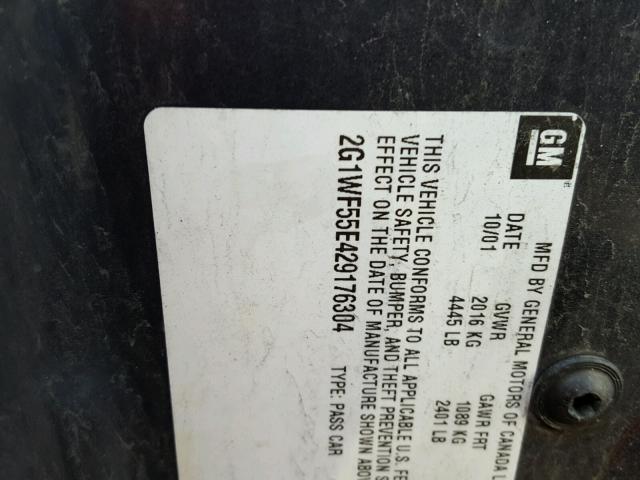 GM
MFD BY GENERAL MOTORS OF CANADA L
DATE GVWR GAWR FRT
10/01 2016 KG 1089 KG
4445 LB 2401 LB
THIS VEHICLE CONFORMS TO ALL APPLICABLE U.S. FE
VEHICLE SAFETY, BUMPER, AND THEFT PREVENTION S
EFFECT ON THE DATE OF MANUFACTURE SHOWN ABOV
2G1WF55E429176304 TYPE: PASS CAR